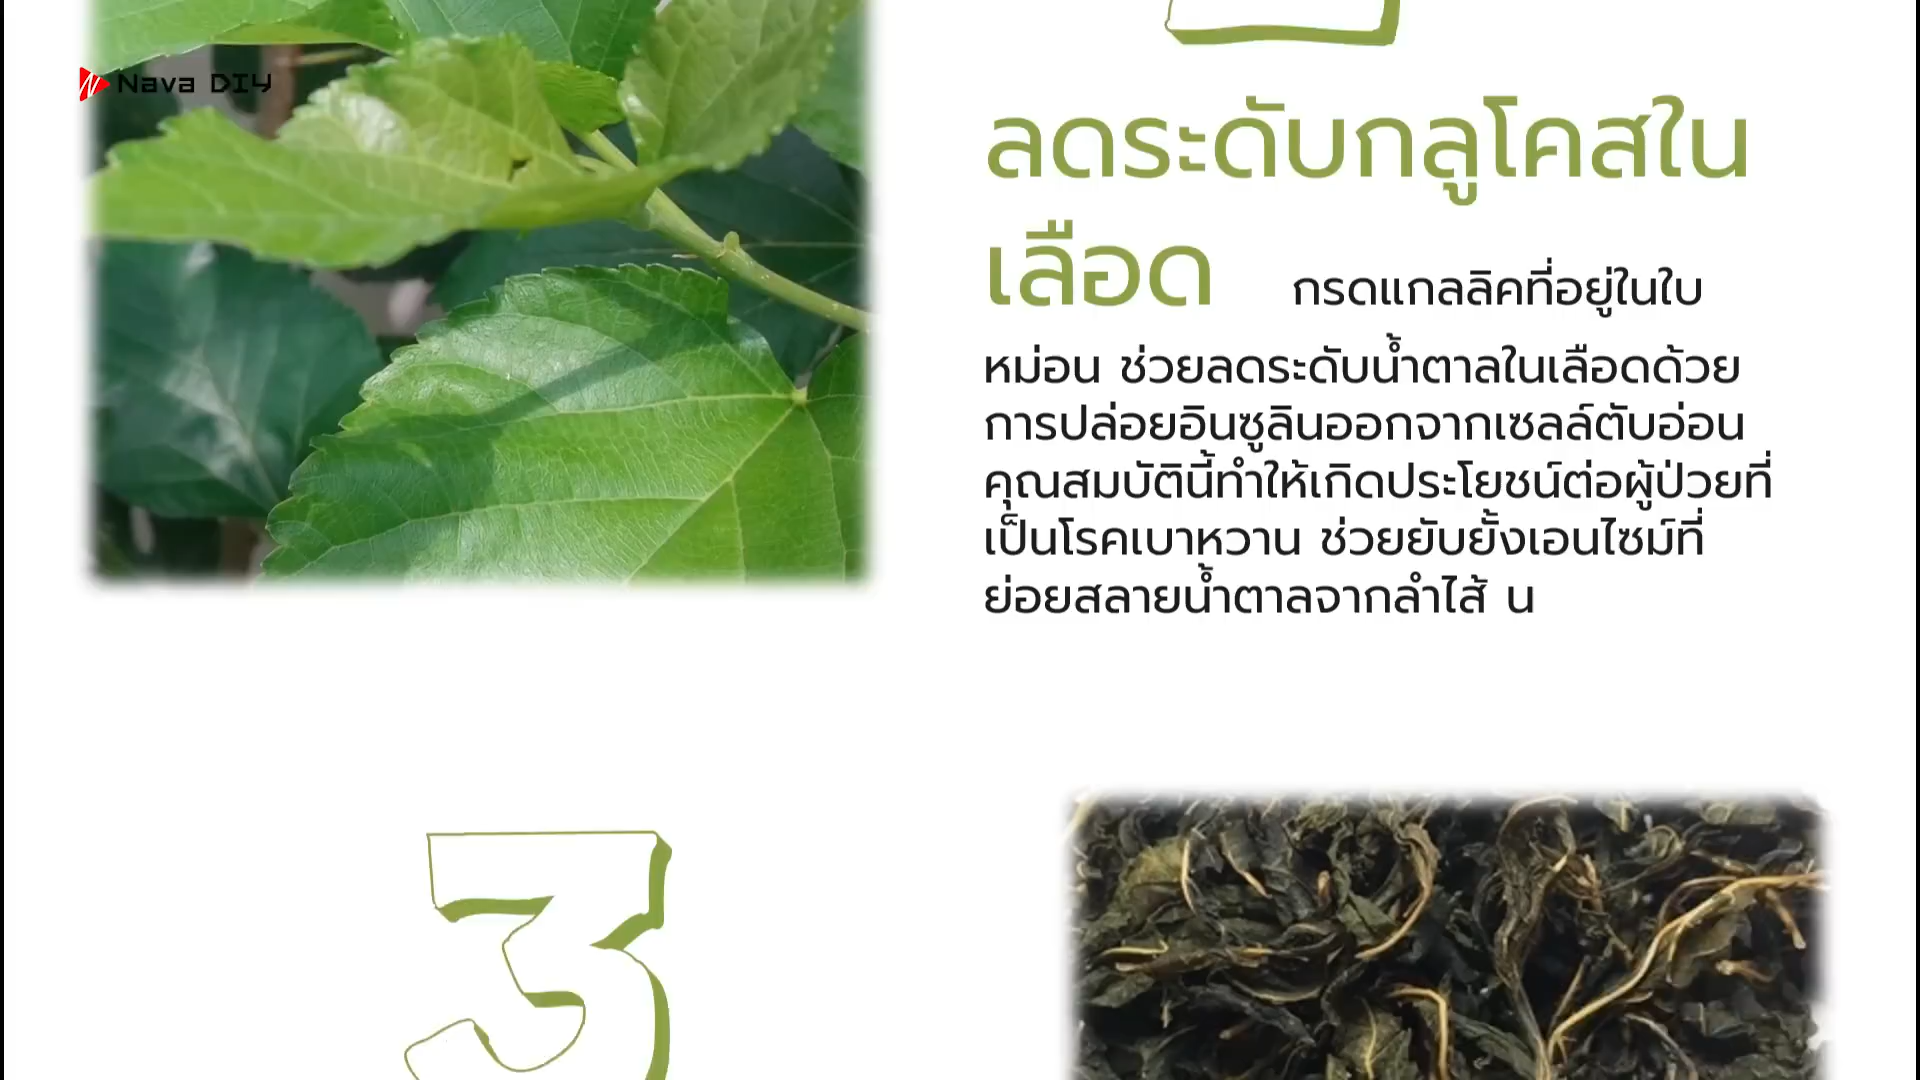 Nava DIY
ลดระดับกลูโคสใน
เลือด กรดแกลลิคที่อยู่ในใบ
หม่อน ช่วยลดระดับน้ำตาลในเลือดด้วย
การปล่อยอินซูลินออกจากเซลล์ตับอ่อน
คุณสมบัตินี้ทำให้เกิดประโยชน์ต่อผู้ป่วยที่
เป็นโรคเบาหวาน ช่วยยับยั้งเอนไซม์ที่
ย่อยสลายน้ำตาลจากลำไส้ น
3